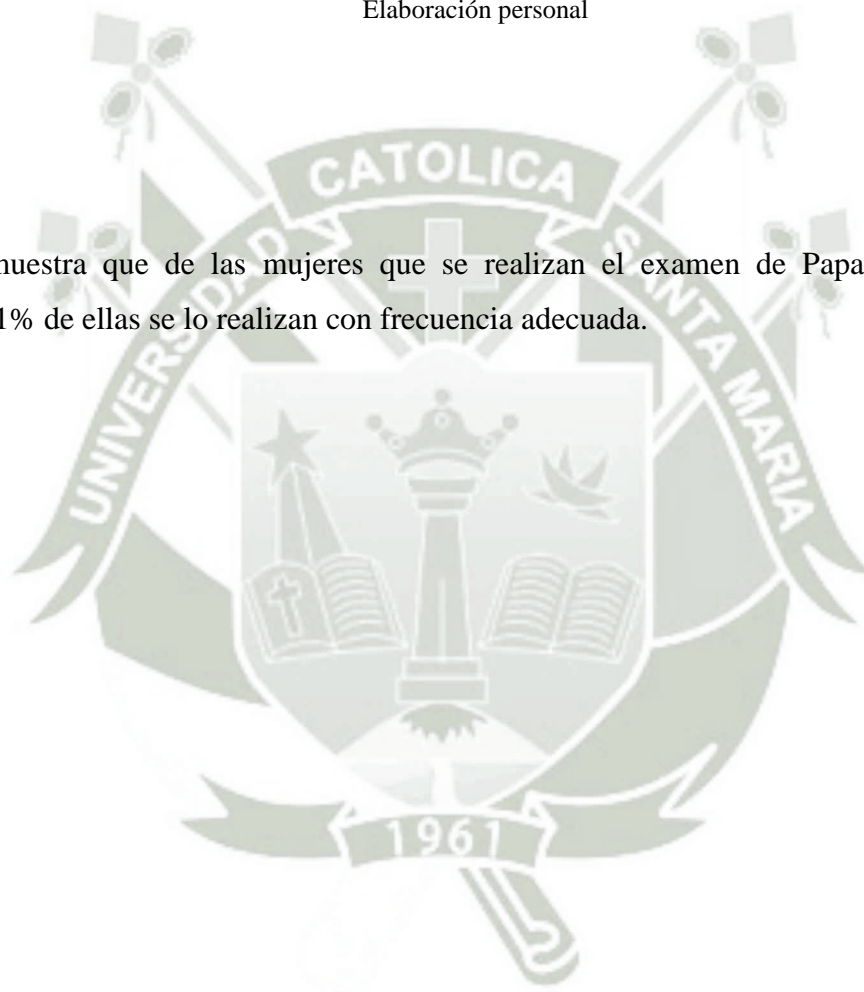 Elaboración personal
CATOLICA
UNIVERSIDAD
SANTA MARIA
muestra que de las mujeres que se realizan el examen de Papa
1% de ellas se lo realizan con frecuencia adecuada.
1961